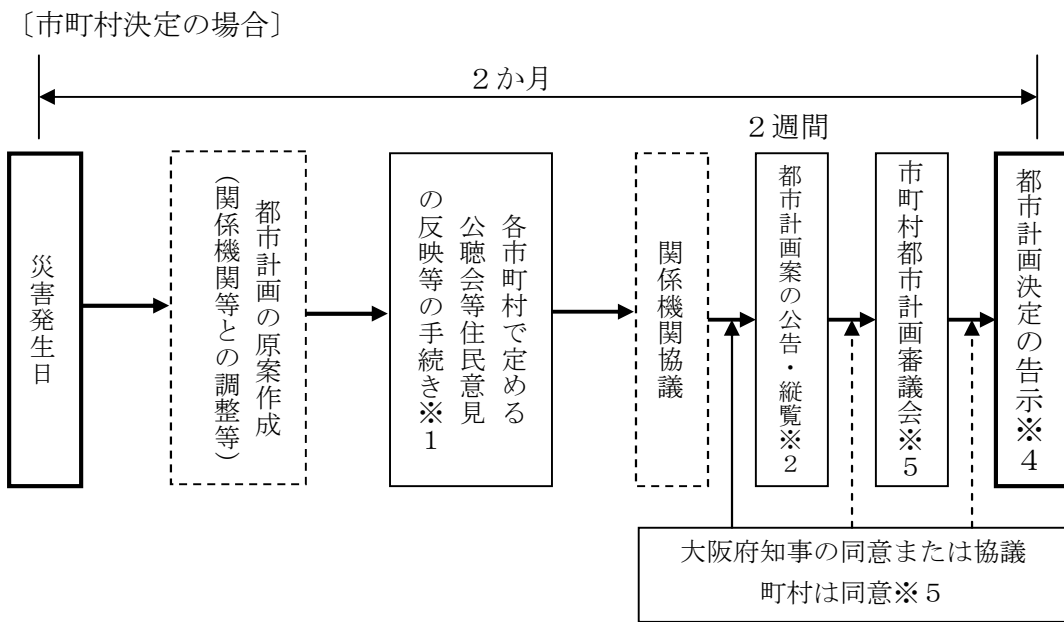 〔市町村決定の場合〕
２か月
２週間
災害発生日
都市計画の原案作成
(関係機関等との調整等)
各市町村で定める
公聴会等住民意見
の反映等の手続き※１
関係機関協議
都市計画案の公告・縦覧※２
市町村都市計画審議会※５
都市計画決定の告示※４
大阪府知事の同意または協議
町村は同意※５